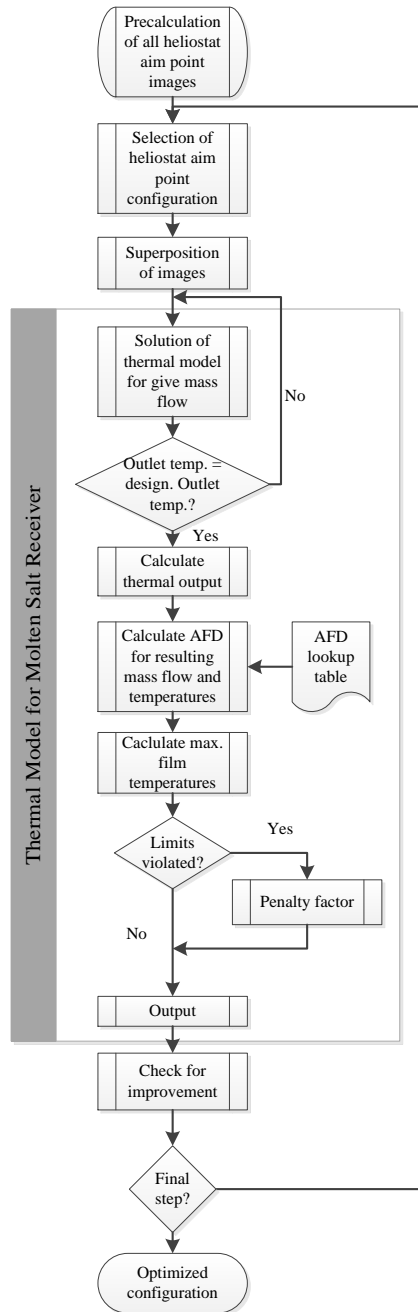 Precalculation
of all heliostat
aim point
images
Selection of
heliostat aim
point
configuration
Superposition
of images
Thermal Model for Molten Salt Receiver
Solution of
thermal model
for give mass
flow
No
Outlet temp. =
design. Outlet
temp.?
Yes
Calculate
thermal output
Calculate AFD
for resulting
mass flow and
temperatures
AFD
lookup
table
Caclulate max.
film
temperatures
Limits
violated?
Yes
Penalty factor
No
Output
Check for
improvement
Final
step?
Optimized
configuration